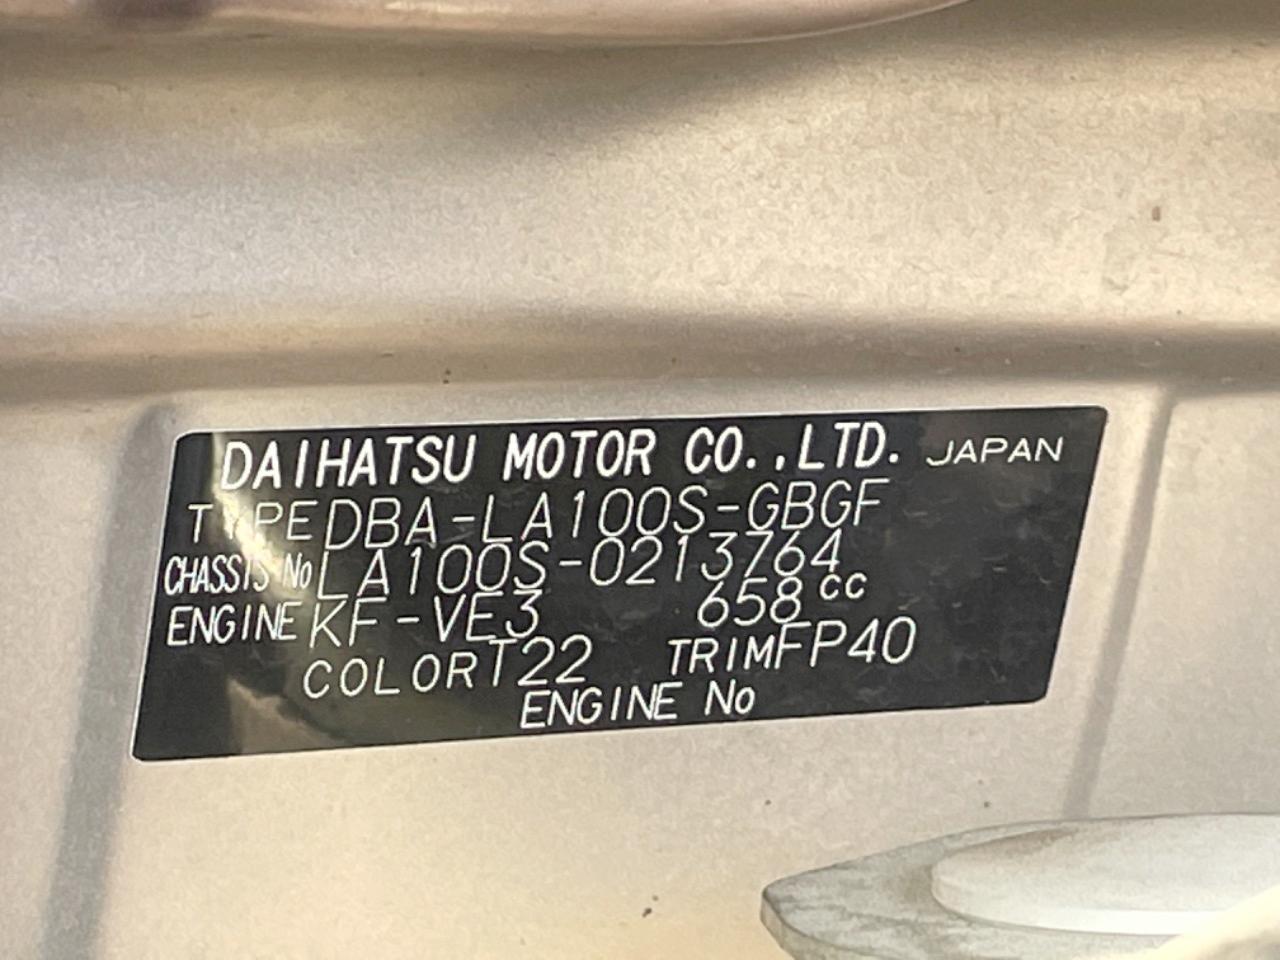 DAIHATSU MOTOR CO.,LTD. JAPAN
TYPE DBA-LA100S-GBGF
CHASSIS No LA100S-0213764
ENGINE KF-VE3 658cc
COLOR T22 TRIM FP40
ENGINE No